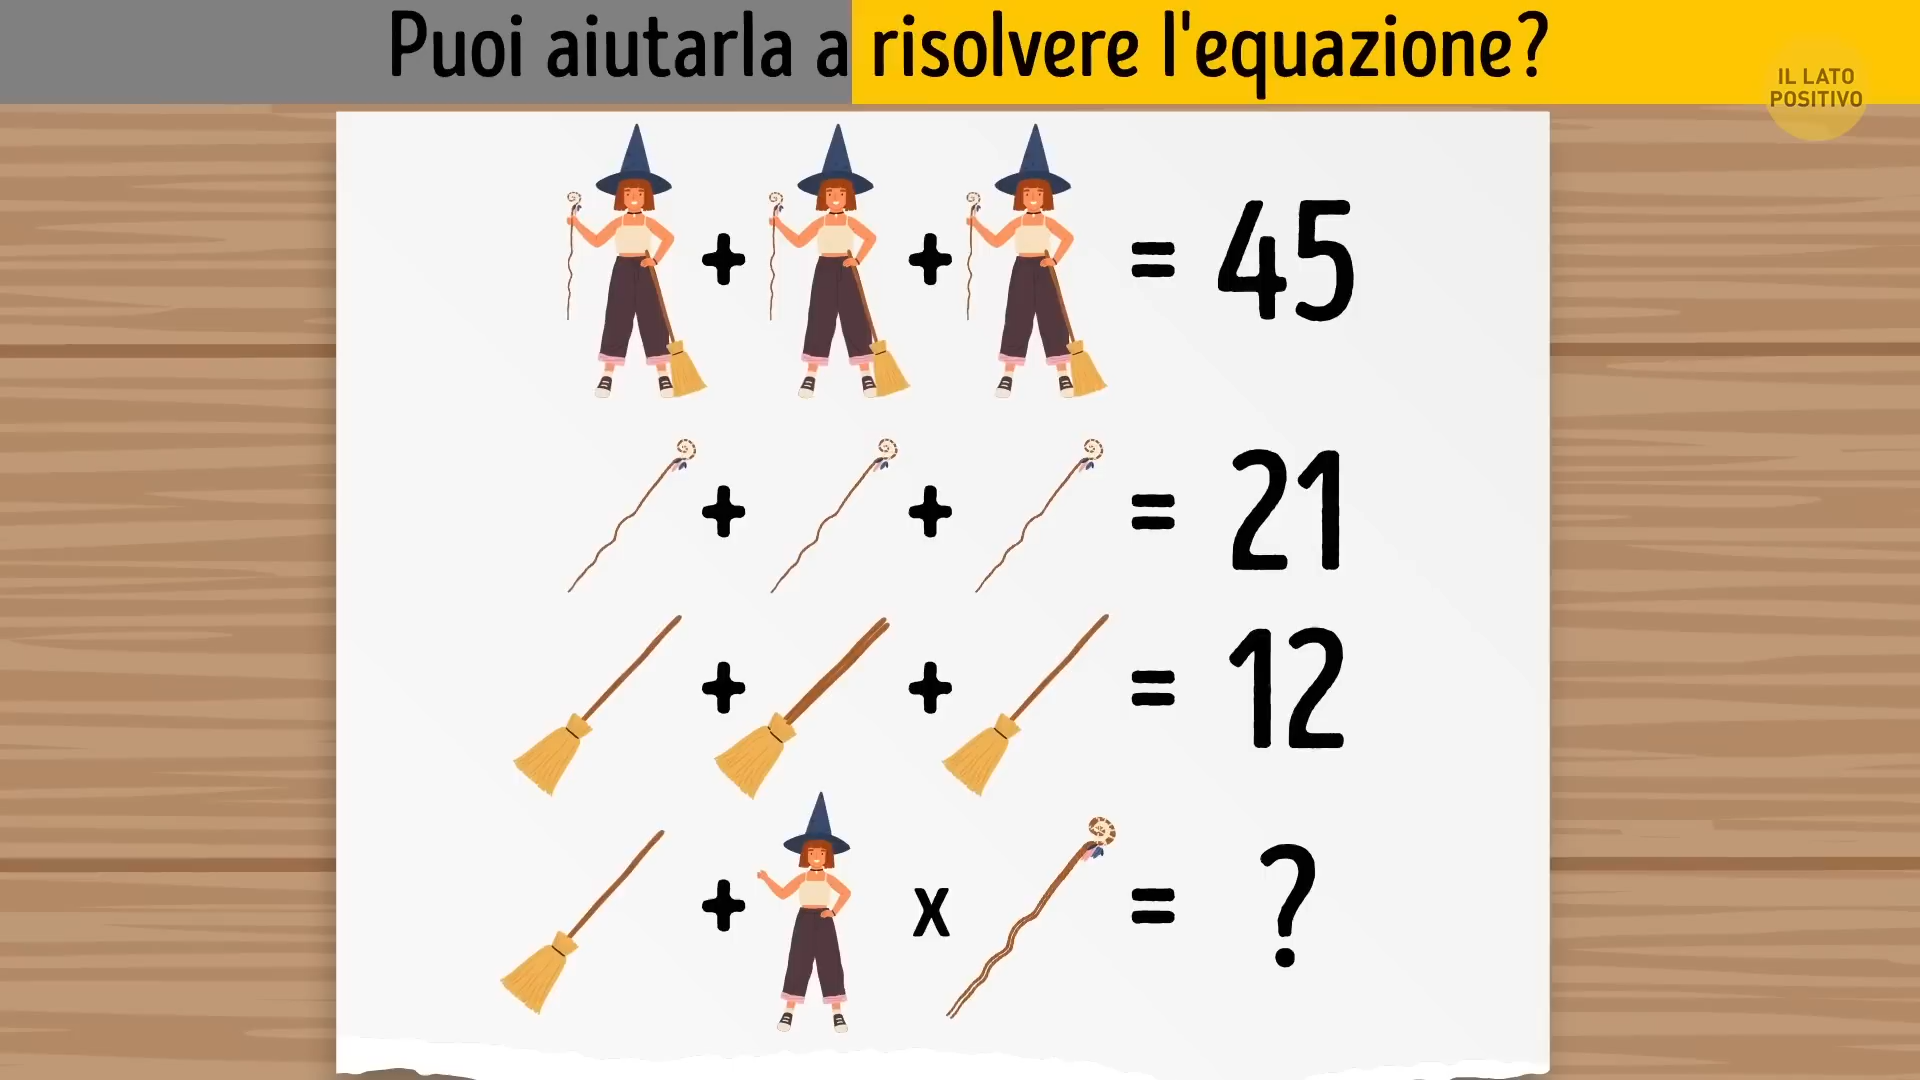 Puoi aiutarla a risolvere l'equazione?
IL LATO
POSITIVO
+ + = 45
+ + = 21
+ + = 12
+ x = ?